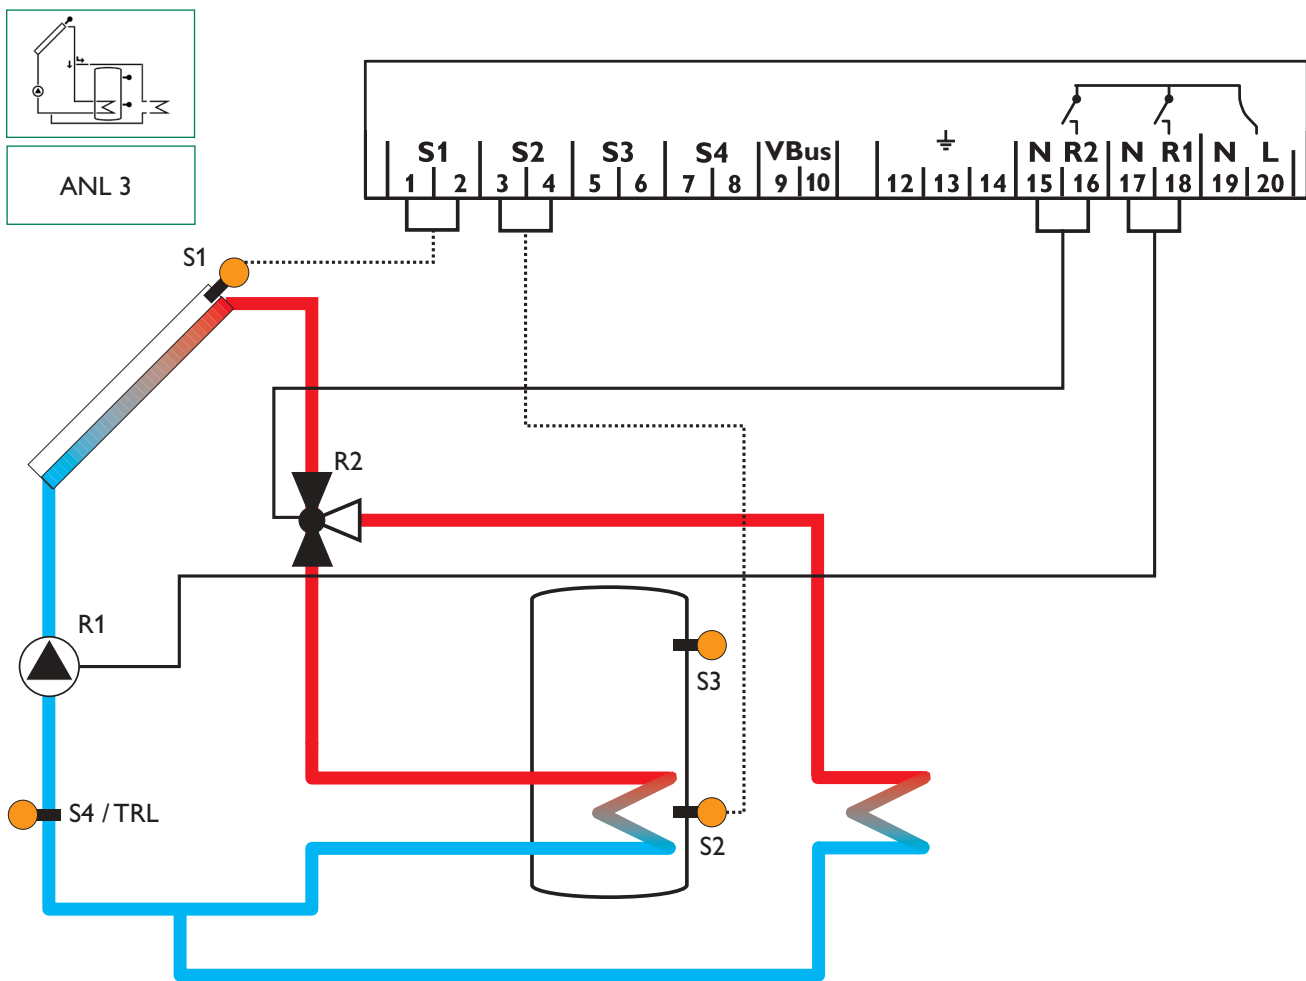 ANL 3
S1 S2 S3 S4 VBus N R2 N R1 N L
1 2 3 4 5 6 7 8 9 10 12 13 14 15 16 17 18 19 20
S1
R2
R1
S3
S4 / TRL
S2